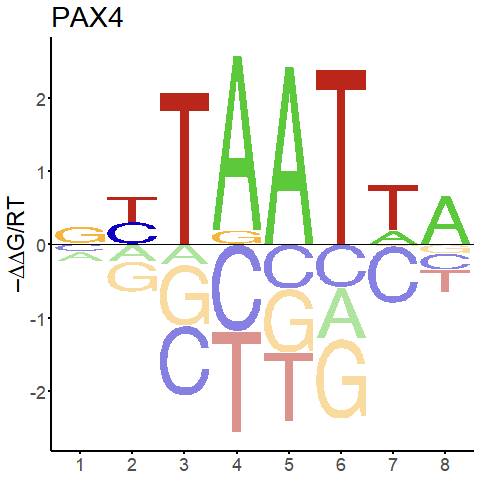 PAX4
−ΔΔG/RT
2
1
0
-1
-2
G T T A A T T A
C G A G
C A A C C C C G
A G G T G A T C
C T G T
1 2 3 4 5 6 7 8